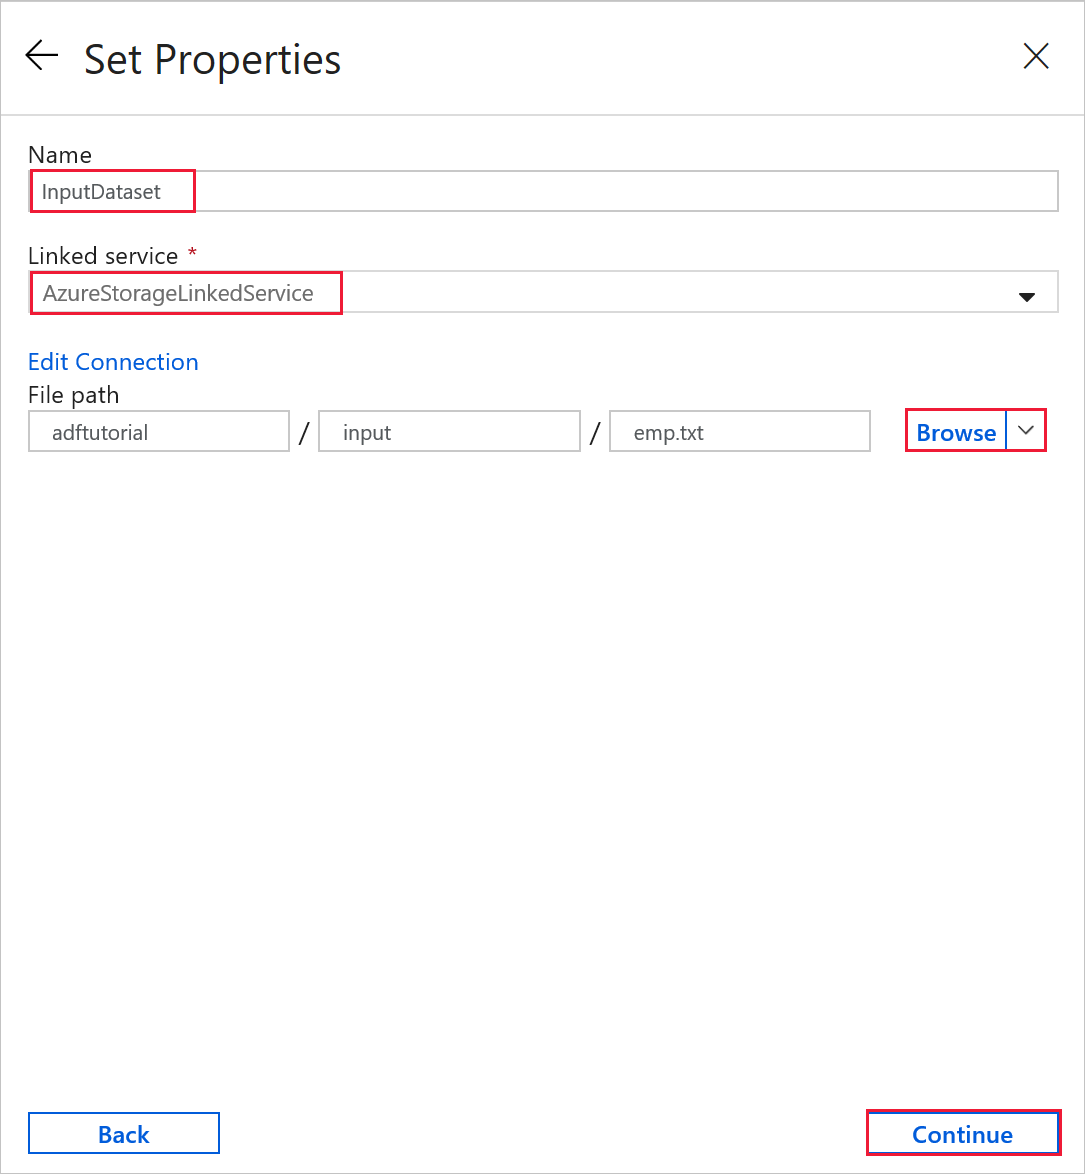 Set Properties
Name
InputDataset
Linked service *
AzureStorageLinkedService
Edit Connection
File path
adftutorial / input / emp.txt Browse
Back Continue